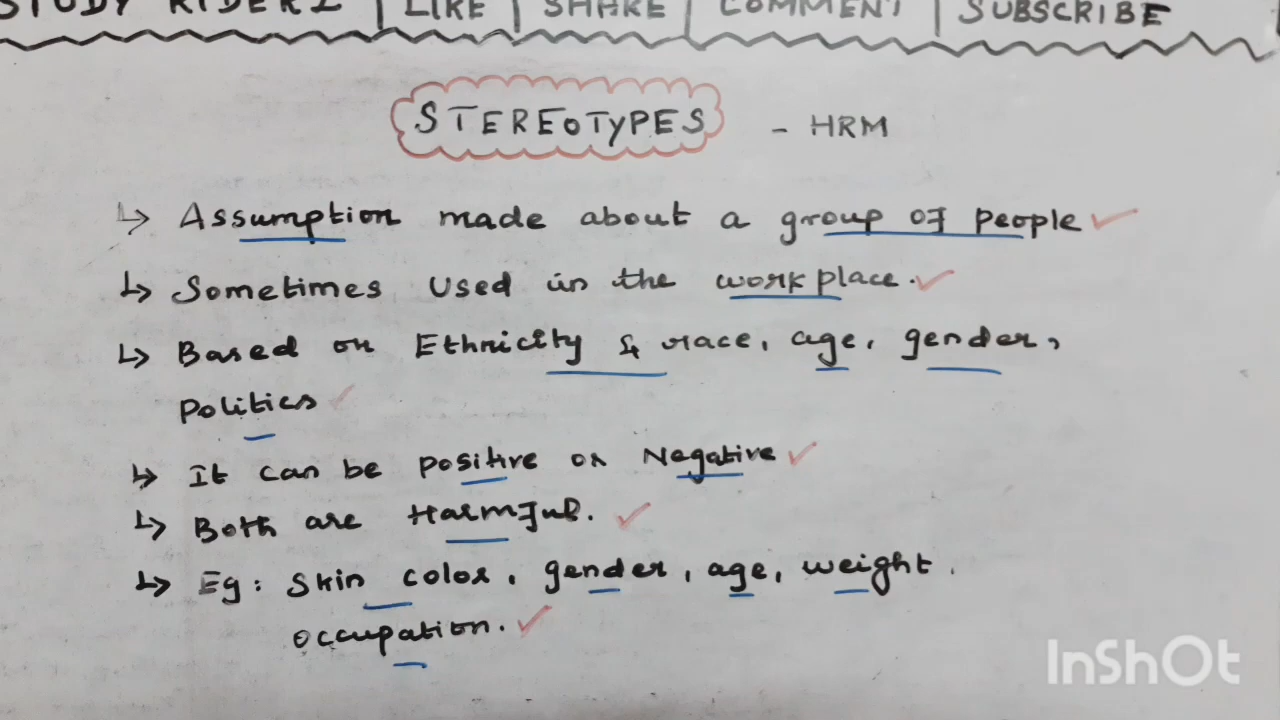 STUDY RIDERZ | LIKE | SHARE | COMMENT | SUBSCRIBE
STEREOTYPES - HRM
↳ Assumption made about a group of people ✓
↳ Sometimes used in the workplace. ✓
↳ Based on Ethnicity & race, age, gender,
Politics ✓
↳ It can be positive or Negative ✓
↳ Both are Harmful. ✓
↳ Eg: Skin color, gender, age, weight,
occupation. ✓
InShOt